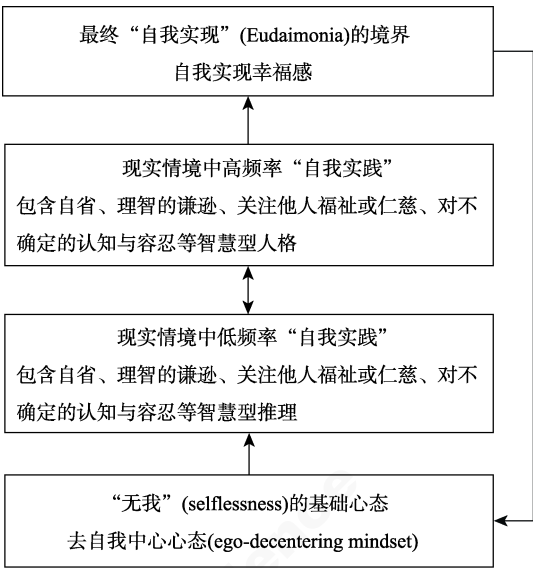 最终“自我实现”(Eudaimonia)的境界
自我实现幸福感
现实情境中高频率“自我实践”
包含自省、理智的谦逊、关注他人福祉或仁慈、对不
确定的认知与容忍等智慧型人格
现实情境中低频率“自我实践”
包含自省、理智的谦逊、关注他人福祉或仁慈、对不
确定的认知与容忍等智慧型推理
“无我”(selflessness)的基础心态
去自我中心心态(ego-decentering mindset)